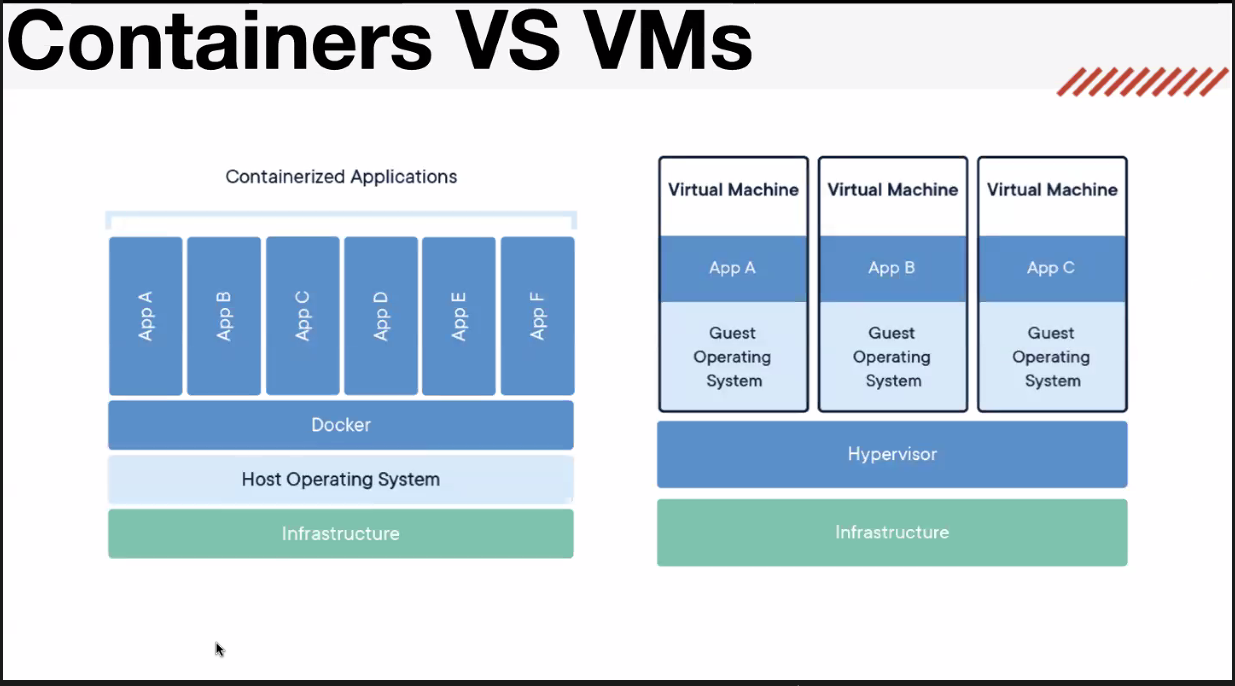 Containers VS VMs
Containerized Applications
App A
App B
App C
App D
App E
App F
Docker
Host Operating System
Infrastructure
Virtual Machine
App A
Guest
Operating
System
Virtual Machine
App B
Guest
Operating
System
Virtual Machine
App C
Guest
Operating
System
Hypervisor
Infrastructure